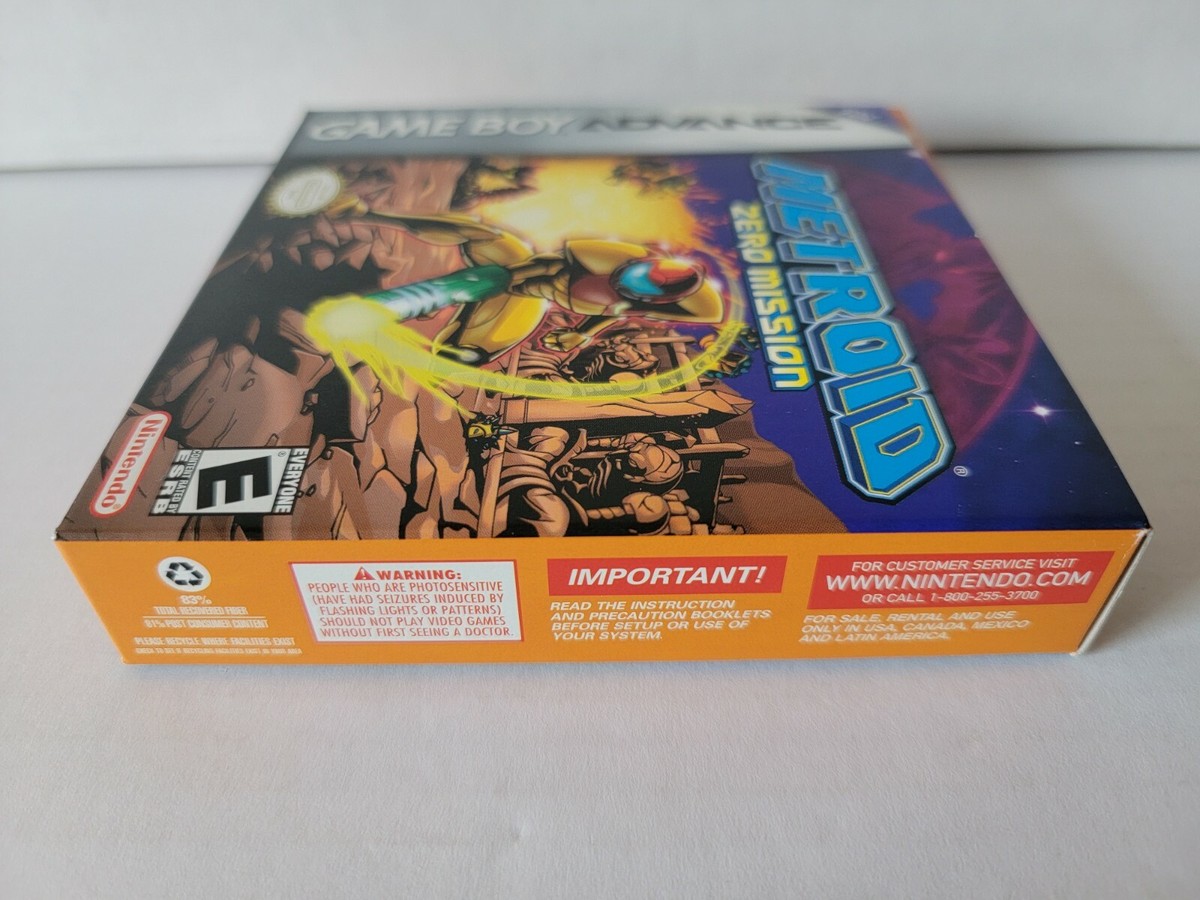 GAME BOY ADVANCE
METROID®
ZERO MISSION
Nintendo®
EVERYONE
E
®
CONTENT RATED BY
ESRB
83%
TOTAL RECOVERED FIBER
81% POST CONSUMER CONTENT
PLEASE RECYCLE WHERE FACILITIES EXIST
WARNING:
PEOPLE WHO ARE PHOTOSENSITIVE
(HAVE HAD SEIZURES INDUCED BY
FLASHING LIGHTS OR PATTERNS)
SHOULD NOT PLAY VIDEO GAMES
WITHOUT FIRST SEEING A DOCTOR.
IMPORTANT!
READ THE INSTRUCTION
AND PRECAUTION BOOKLETS
BEFORE SETUP OR USE OF
YOUR SYSTEM.
FOR CUSTOMER SERVICE VISIT
WWW.NINTENDO.COM
OR CALL 1-800-255-3700
FOR SALE, RENTAL AND USE
ONLY IN USA, CANADA, MEXICO
AND LATIN AMERICA.